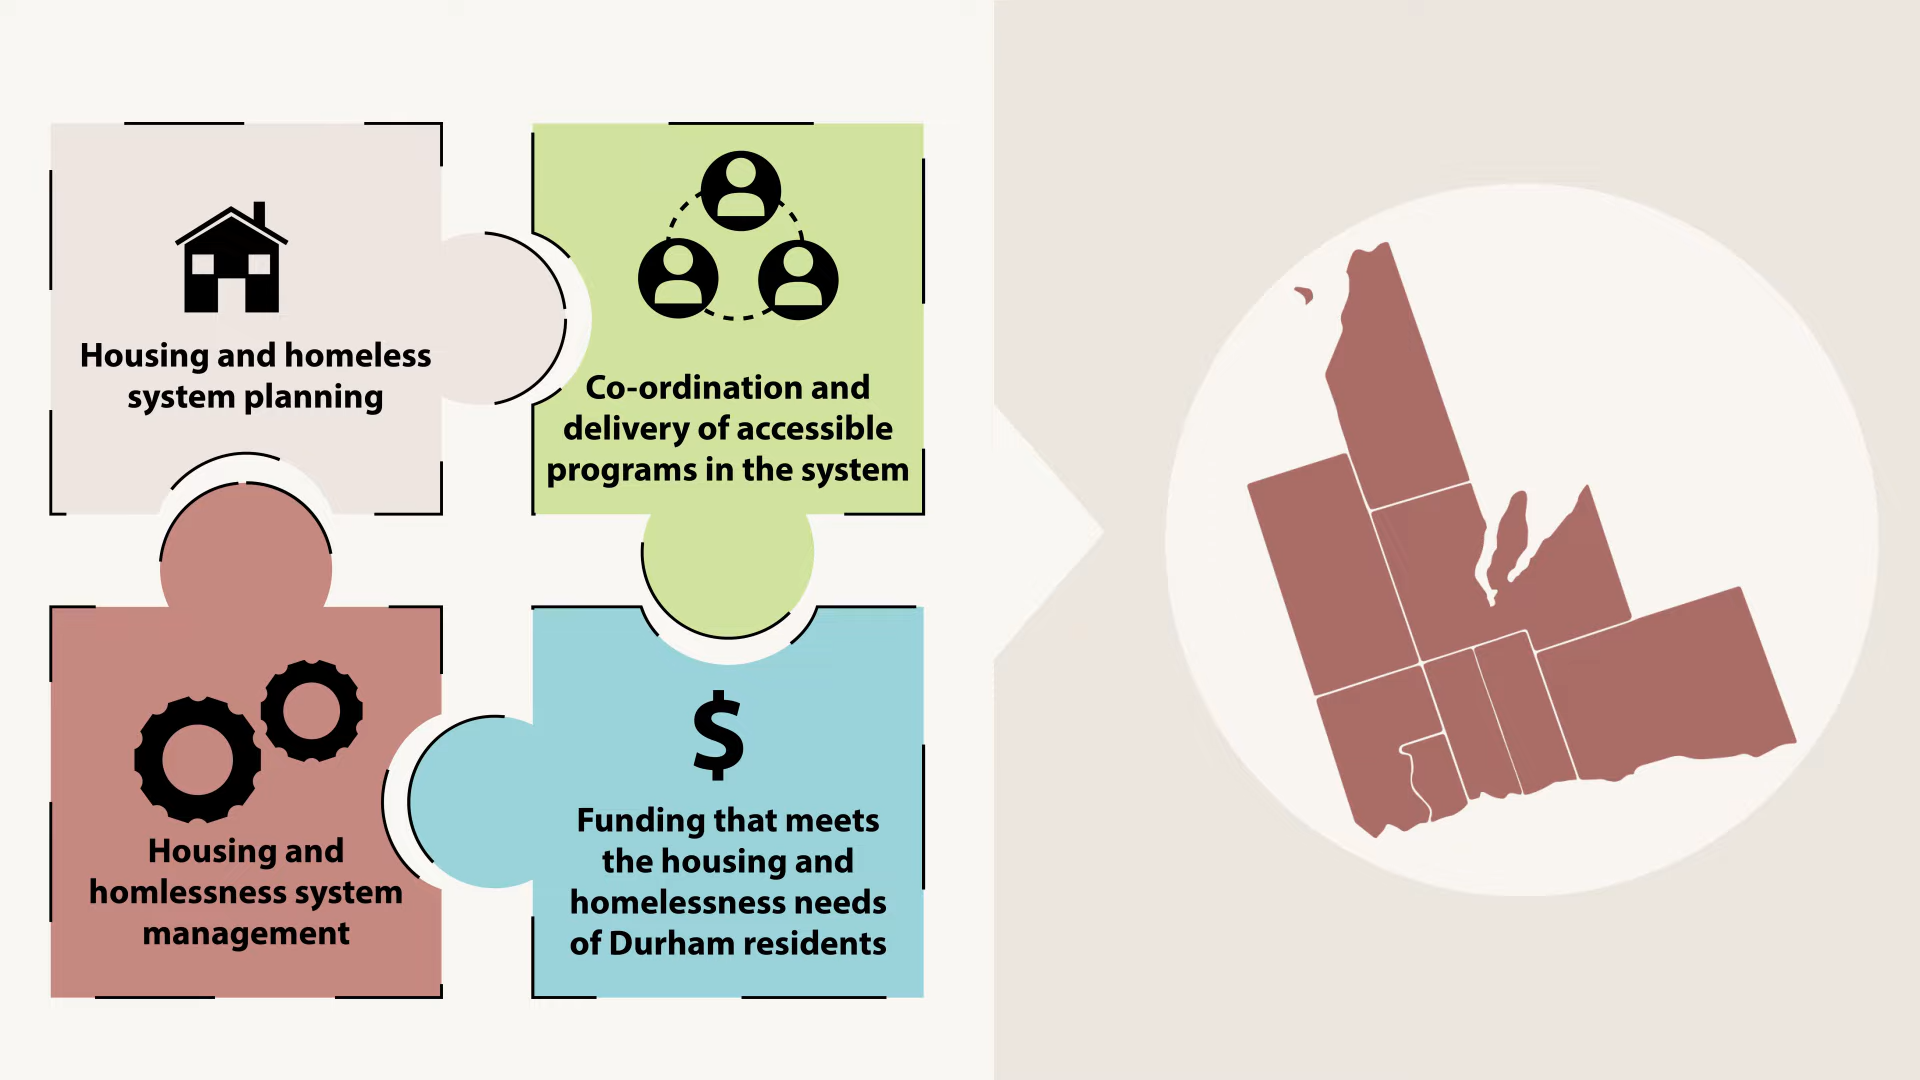 Housing and homeless
system planning
Co-ordination and
delivery of accessible
programs in the system
Housing and
homlessness system
management
$
Funding that meets
the housing and
homelessness needs
of Durham residents